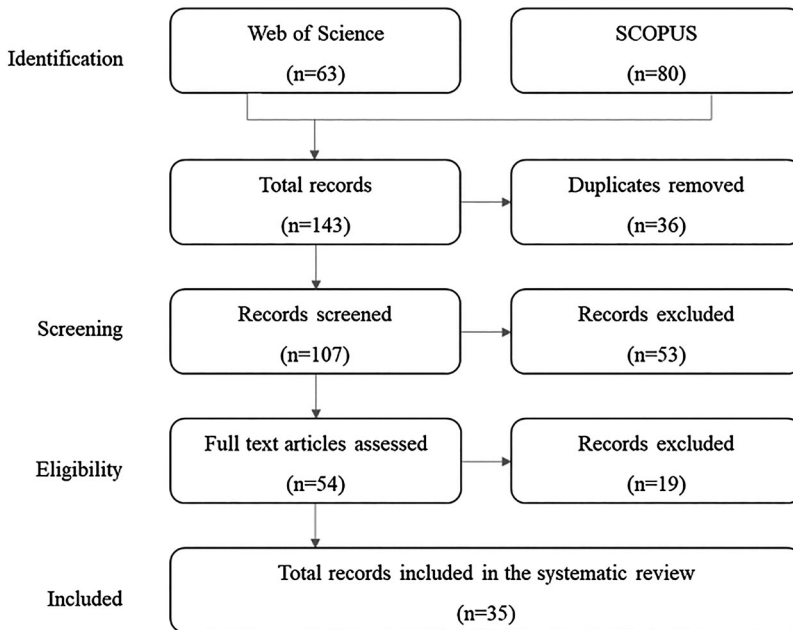 Identification
Web of Science
(n=63)
SCOPUS
(n=80)
Total records
(n=143)
Duplicates removed
(n=36)
Screening
Records screened
(n=107)
Records excluded
(n=53)
Eligibility
Full text articles assessed
(n=54)
Records excluded
(n=19)
Included
Total records included in the systematic review
(n=35)